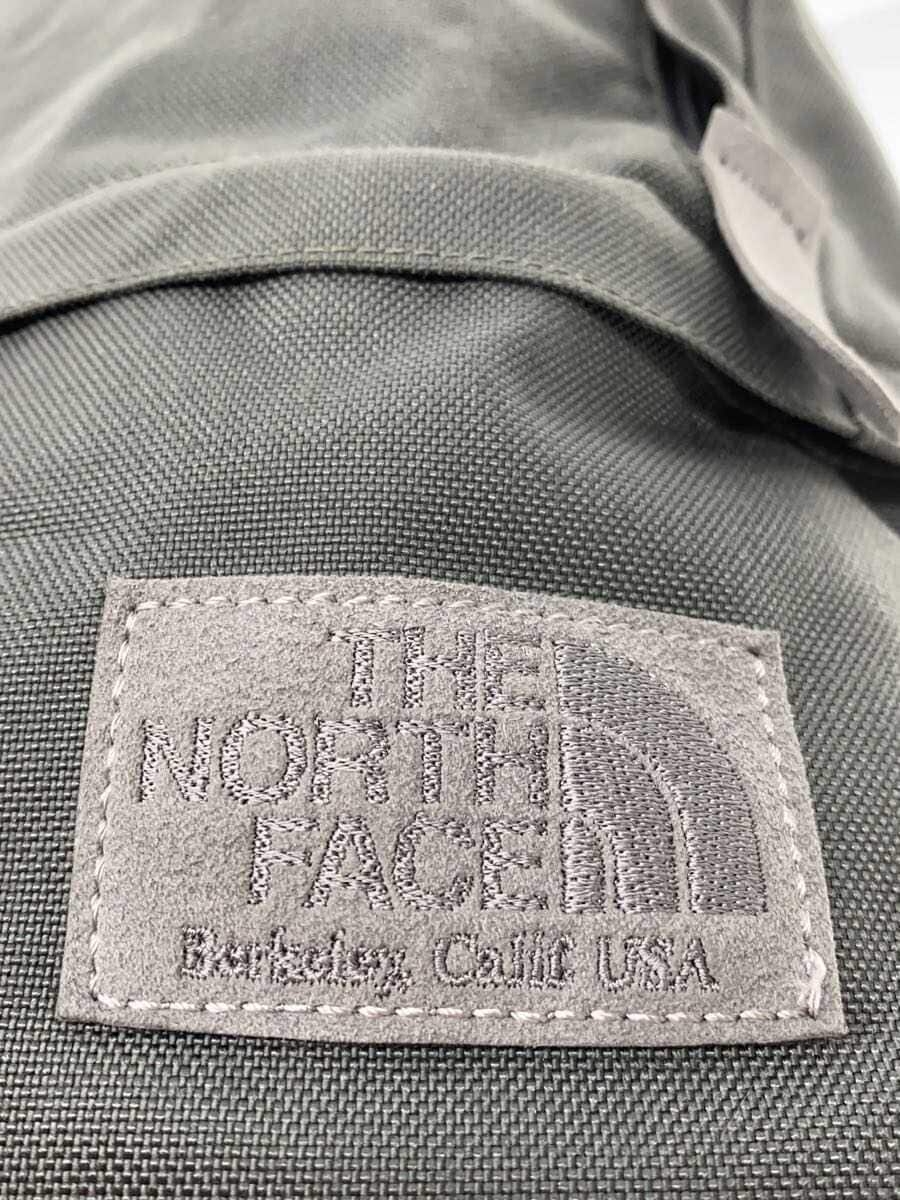 THE
NORTH
FACE
Berkeley, Calif USA